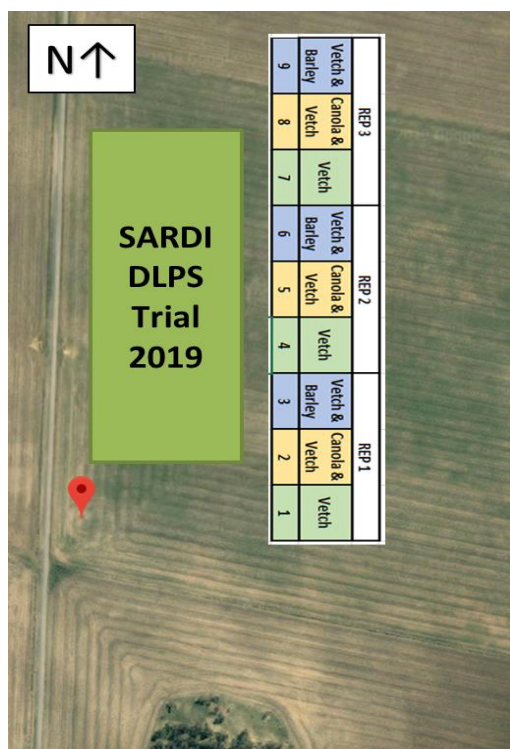 N↑
SARDI
DLPS
Trial
2019
REP 3
Vetch &
Barley
9
Canola &
Vetch
8
Vetch
7
REP 2
Vetch &
Barley
6
Canola &
Vetch
5
Vetch
4
REP 1
Vetch &
Barley
3
Canola &
Vetch
2
Vetch
1